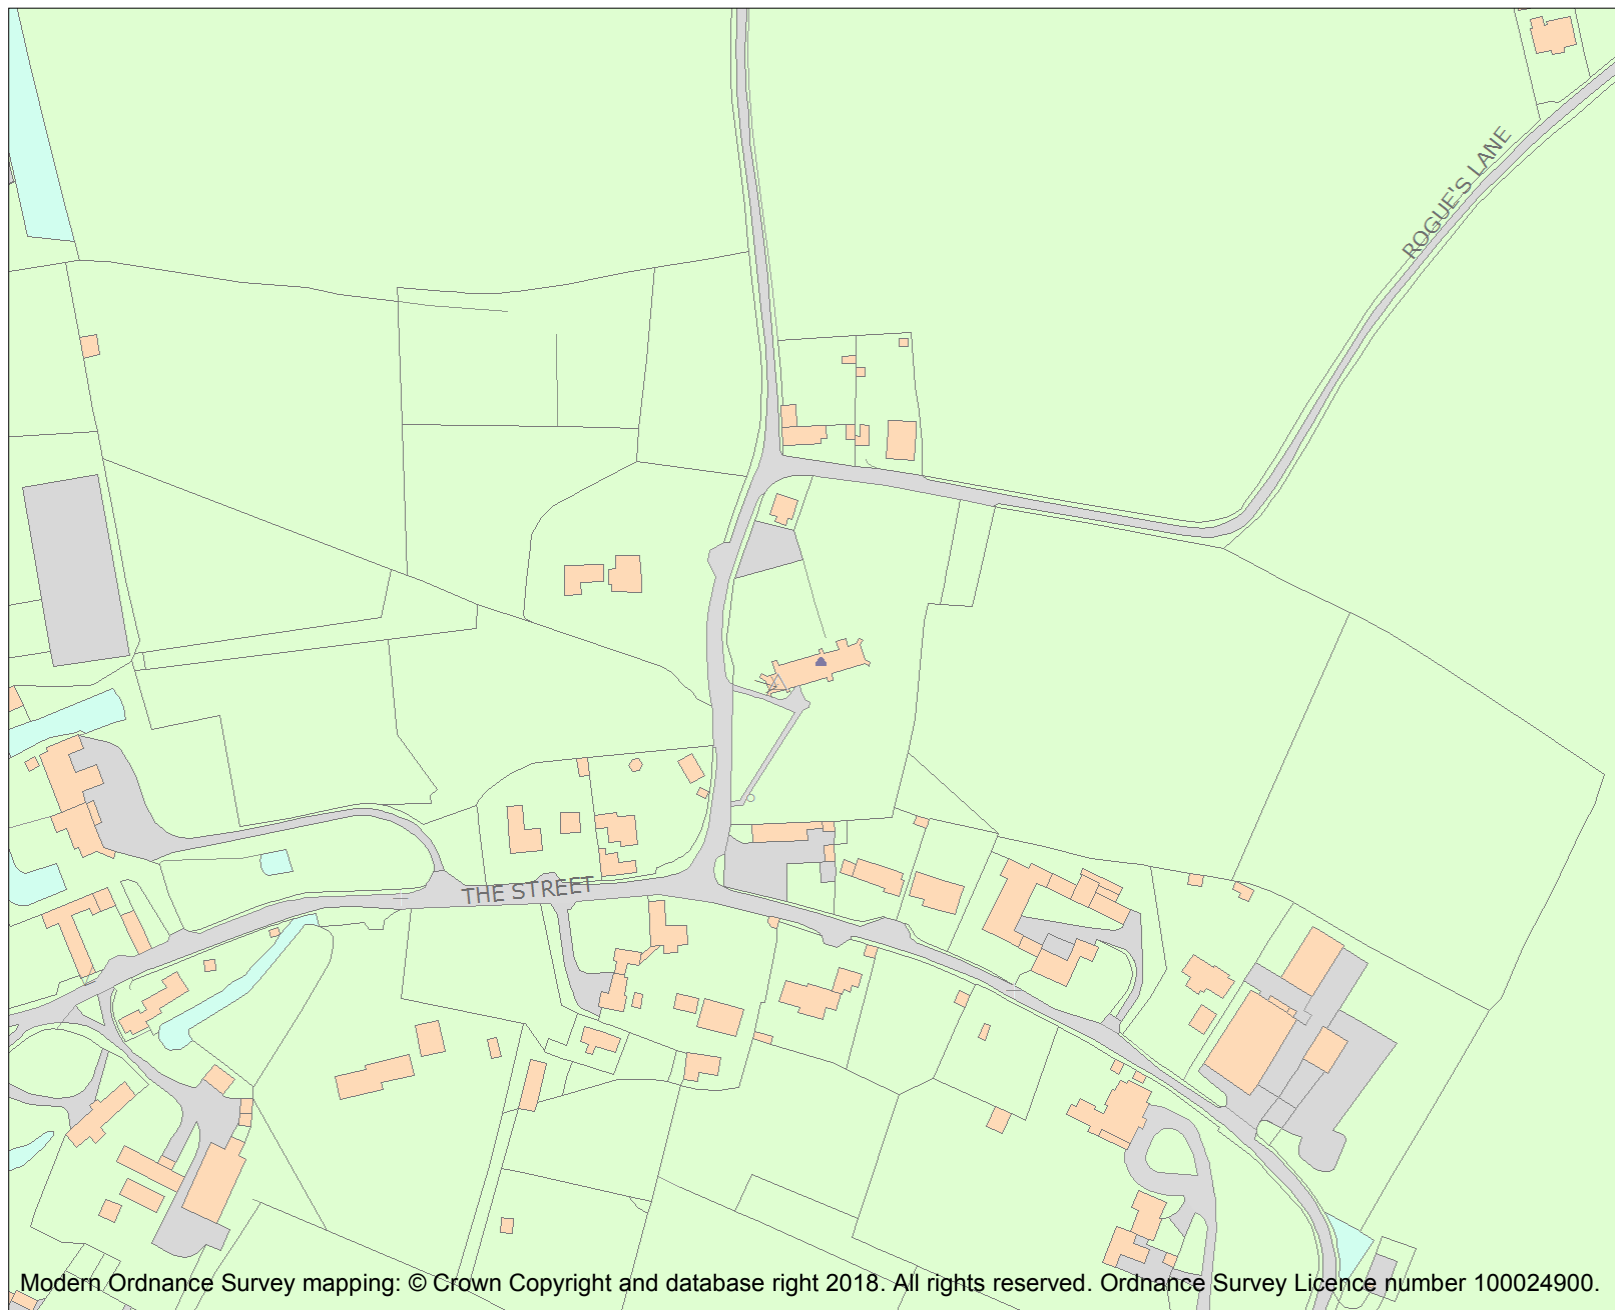 ROGUE'S LANE
THE STREET
Modern Ordnance Survey mapping: © Crown Copyright and database right 2018. All rights reserved. Ordnance Survey Licence number 100024900.